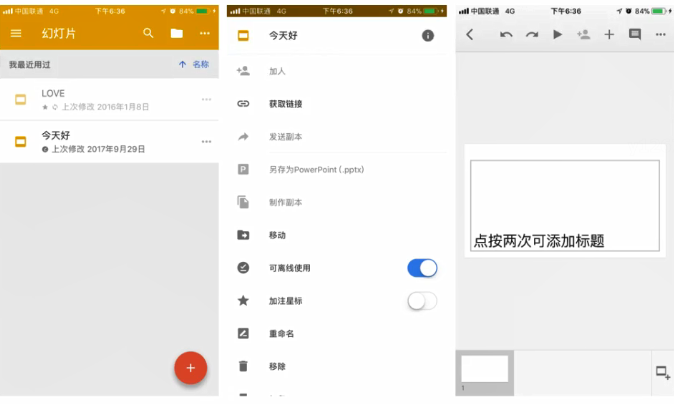 中国联通 4G 下午6:36 84%
幻灯片
我最近用过 名称
LOVE
上次修改 2016年1月8日
今天好
上次修改 2017年9月29日
中国联通 4G 下午6:36 84%
今天好
加人
获取链接
发送副本
另存为PowerPoint (.pptx)
制作副本
移动
可离线使用
加注星标
重命名
移除
中国联通 4G 下午6:36 84%
点按两次可添加标题
1